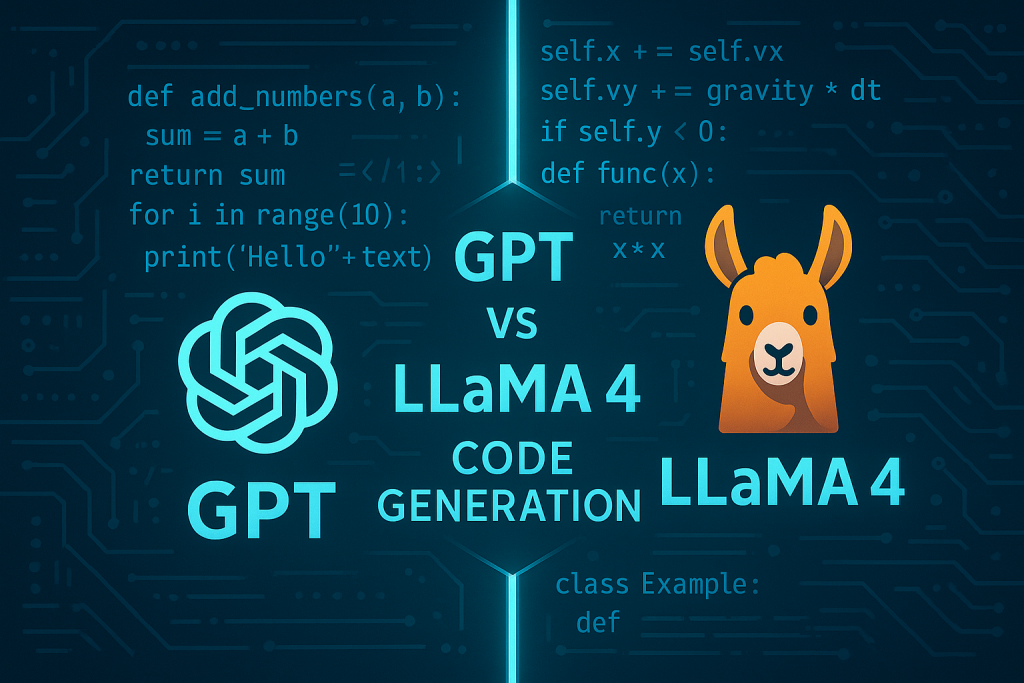 def add_numbers(a, b):
sum = a + b
return sum
for i in range(10):
print('Hello"+text)
GPT
self.x += self.vx
self.vy += gravity * dt
if self.y < 0:
def func(x):
return
x*x
GPT
VS
LLaMA 4
CODE
GENERATION
LLaMA 4
class Example:
def